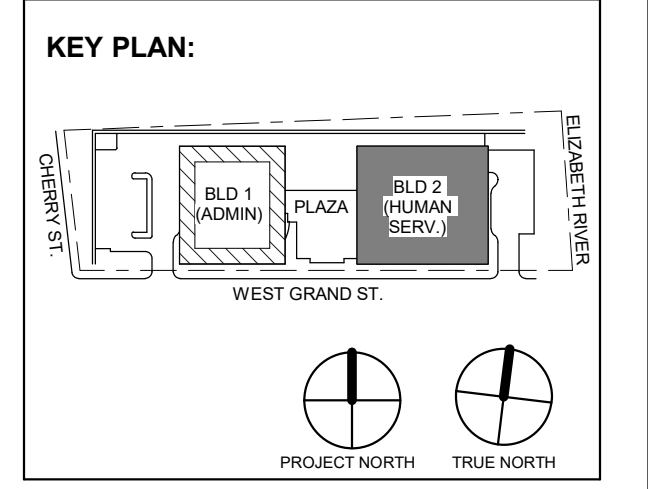 KEY PLAN:
CHERRY ST.
BLD 1
(ADMIN)
PLAZA
BLD 2
(HUMAN
SERV.)
ELIZABETH RIVER
WEST GRAND ST.
PROJECT NORTH
TRUE NORTH